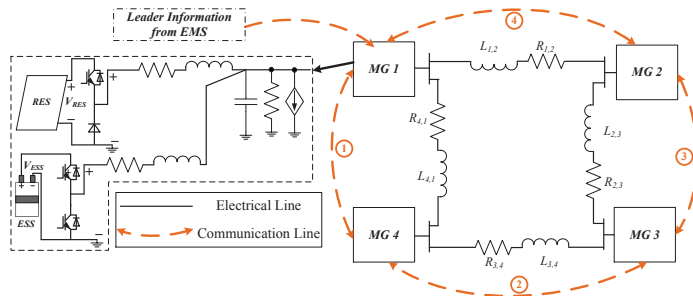 Leader Information
from EMS
MG 1
4
L1,2
R1,2
MG 2
RES
VRES
+
−
R4,1
L2,3
1
3
L4,1
R2,3
VESS
+ −
+
−
ESS
Electrical Line
Communication Line
MG 4
R3,4
L3,4
MG 3
2